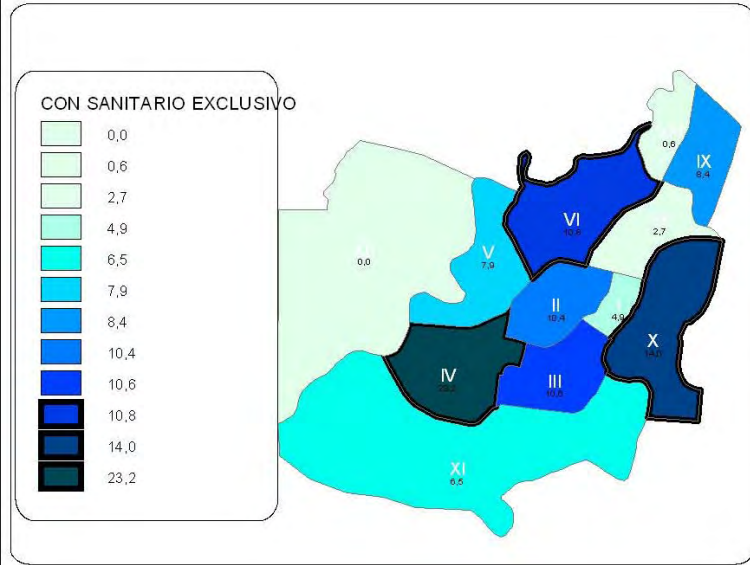 CON SANITARIO EXCLUSIVO
0,0
0,6
2,7
4,9
6,5
7,9
8,4
10,4
10,6
10,8
14,0
23,2
0,6
IX
8,4
VI
10,8
2,7
V
7,9
0,0
II
10,4
I
4,9
X
14,0
IV
23,2
III
10,6
XI
6,5